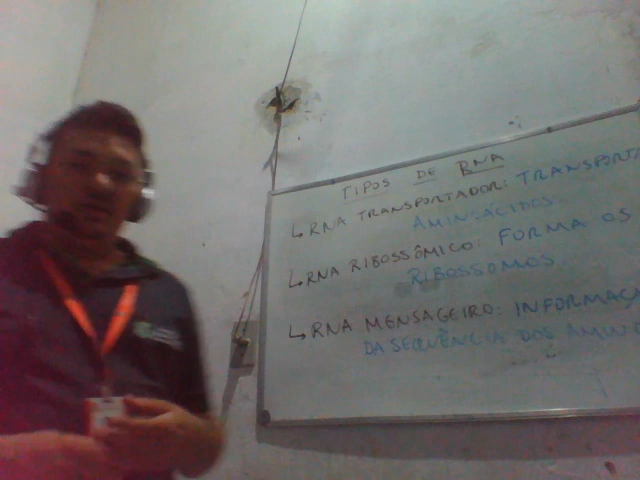 TIPOS DE RNA
↳ RNA TRANSPORTADOR: TRANSPORTA
AMINOÁCIDOS
↳ RNA RIBOSSÔMICO: FORMA OS
RIBOSSOMOS
↳ RNA MENSAGEIRO: INFORMAÇ
DA SEQUÊNCIA DOS AMINO